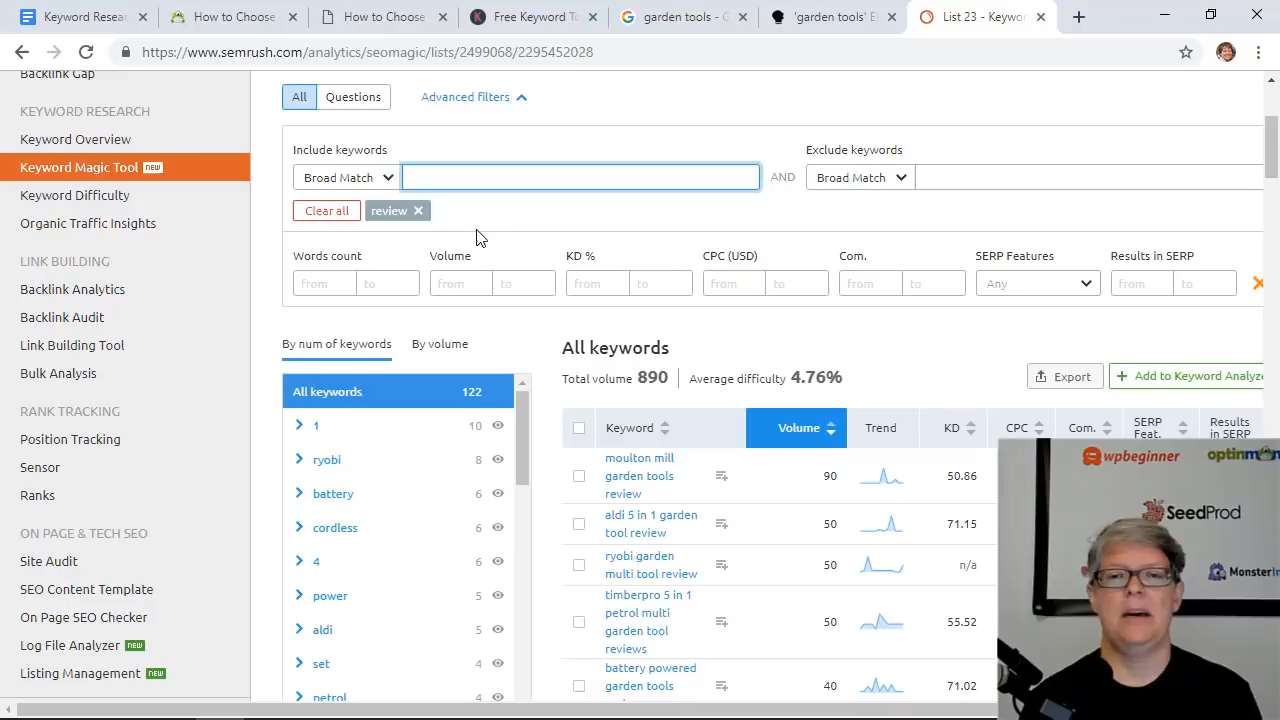 Keyword Resear
How to Choose
How to Choose
Free Keyword To
garden tools - G
'garden tools'
List 23 - Keywor
https://www.semrush.com/analytics/seomagic/lists/2499068/2295452028
Backlink Gap
KEYWORD RESEARCH
Keyword Overview
Keyword Magic Tool NEW
Keyword Difficulty
Organic Traffic Insights
LINK BUILDING
Backlink Analytics
Backlink Audit
Link Building Tool
Bulk Analysis
RANK TRACKING
Position Tracking
Sensor
Ranks
ON PAGE & TECH SEO
Site Audit
SEO Content Template
On Page SEO Checker
Log File Analyzer NEW
Listing Management NEW
All Questions Advanced filters
Include keywords Exclude keywords
Broad Match AND Broad Match
Clear all review
Words count Volume KD % CPC (USD) Com. SERP Features Results in SERP
from to from to from to from to from to Any from to
By num of keywords By volume
All keywords 122
1 10
ryobi 8
battery 6
cordless 6
4 6
power 5
aldi 5
set 4
petrol 4
All keywords
Total volume 890 Average difficulty 4.76%
Export + Add to Keyword Analyze
Keyword Volume Trend KD CPC Com. SERP Feat. Results in SERP
moulton mill
garden tools
review
90 50.86
aldi 5 in 1 garden
tool review
50 71.15
ryobi garden
multi tool review
50 n/a
timberpro 5 in 1
petrol multi
garden tool
reviews
50 55.52
battery powered
garden tools
40 71.02
wpbeginner
optinmon
SeedProd
MonsterIn